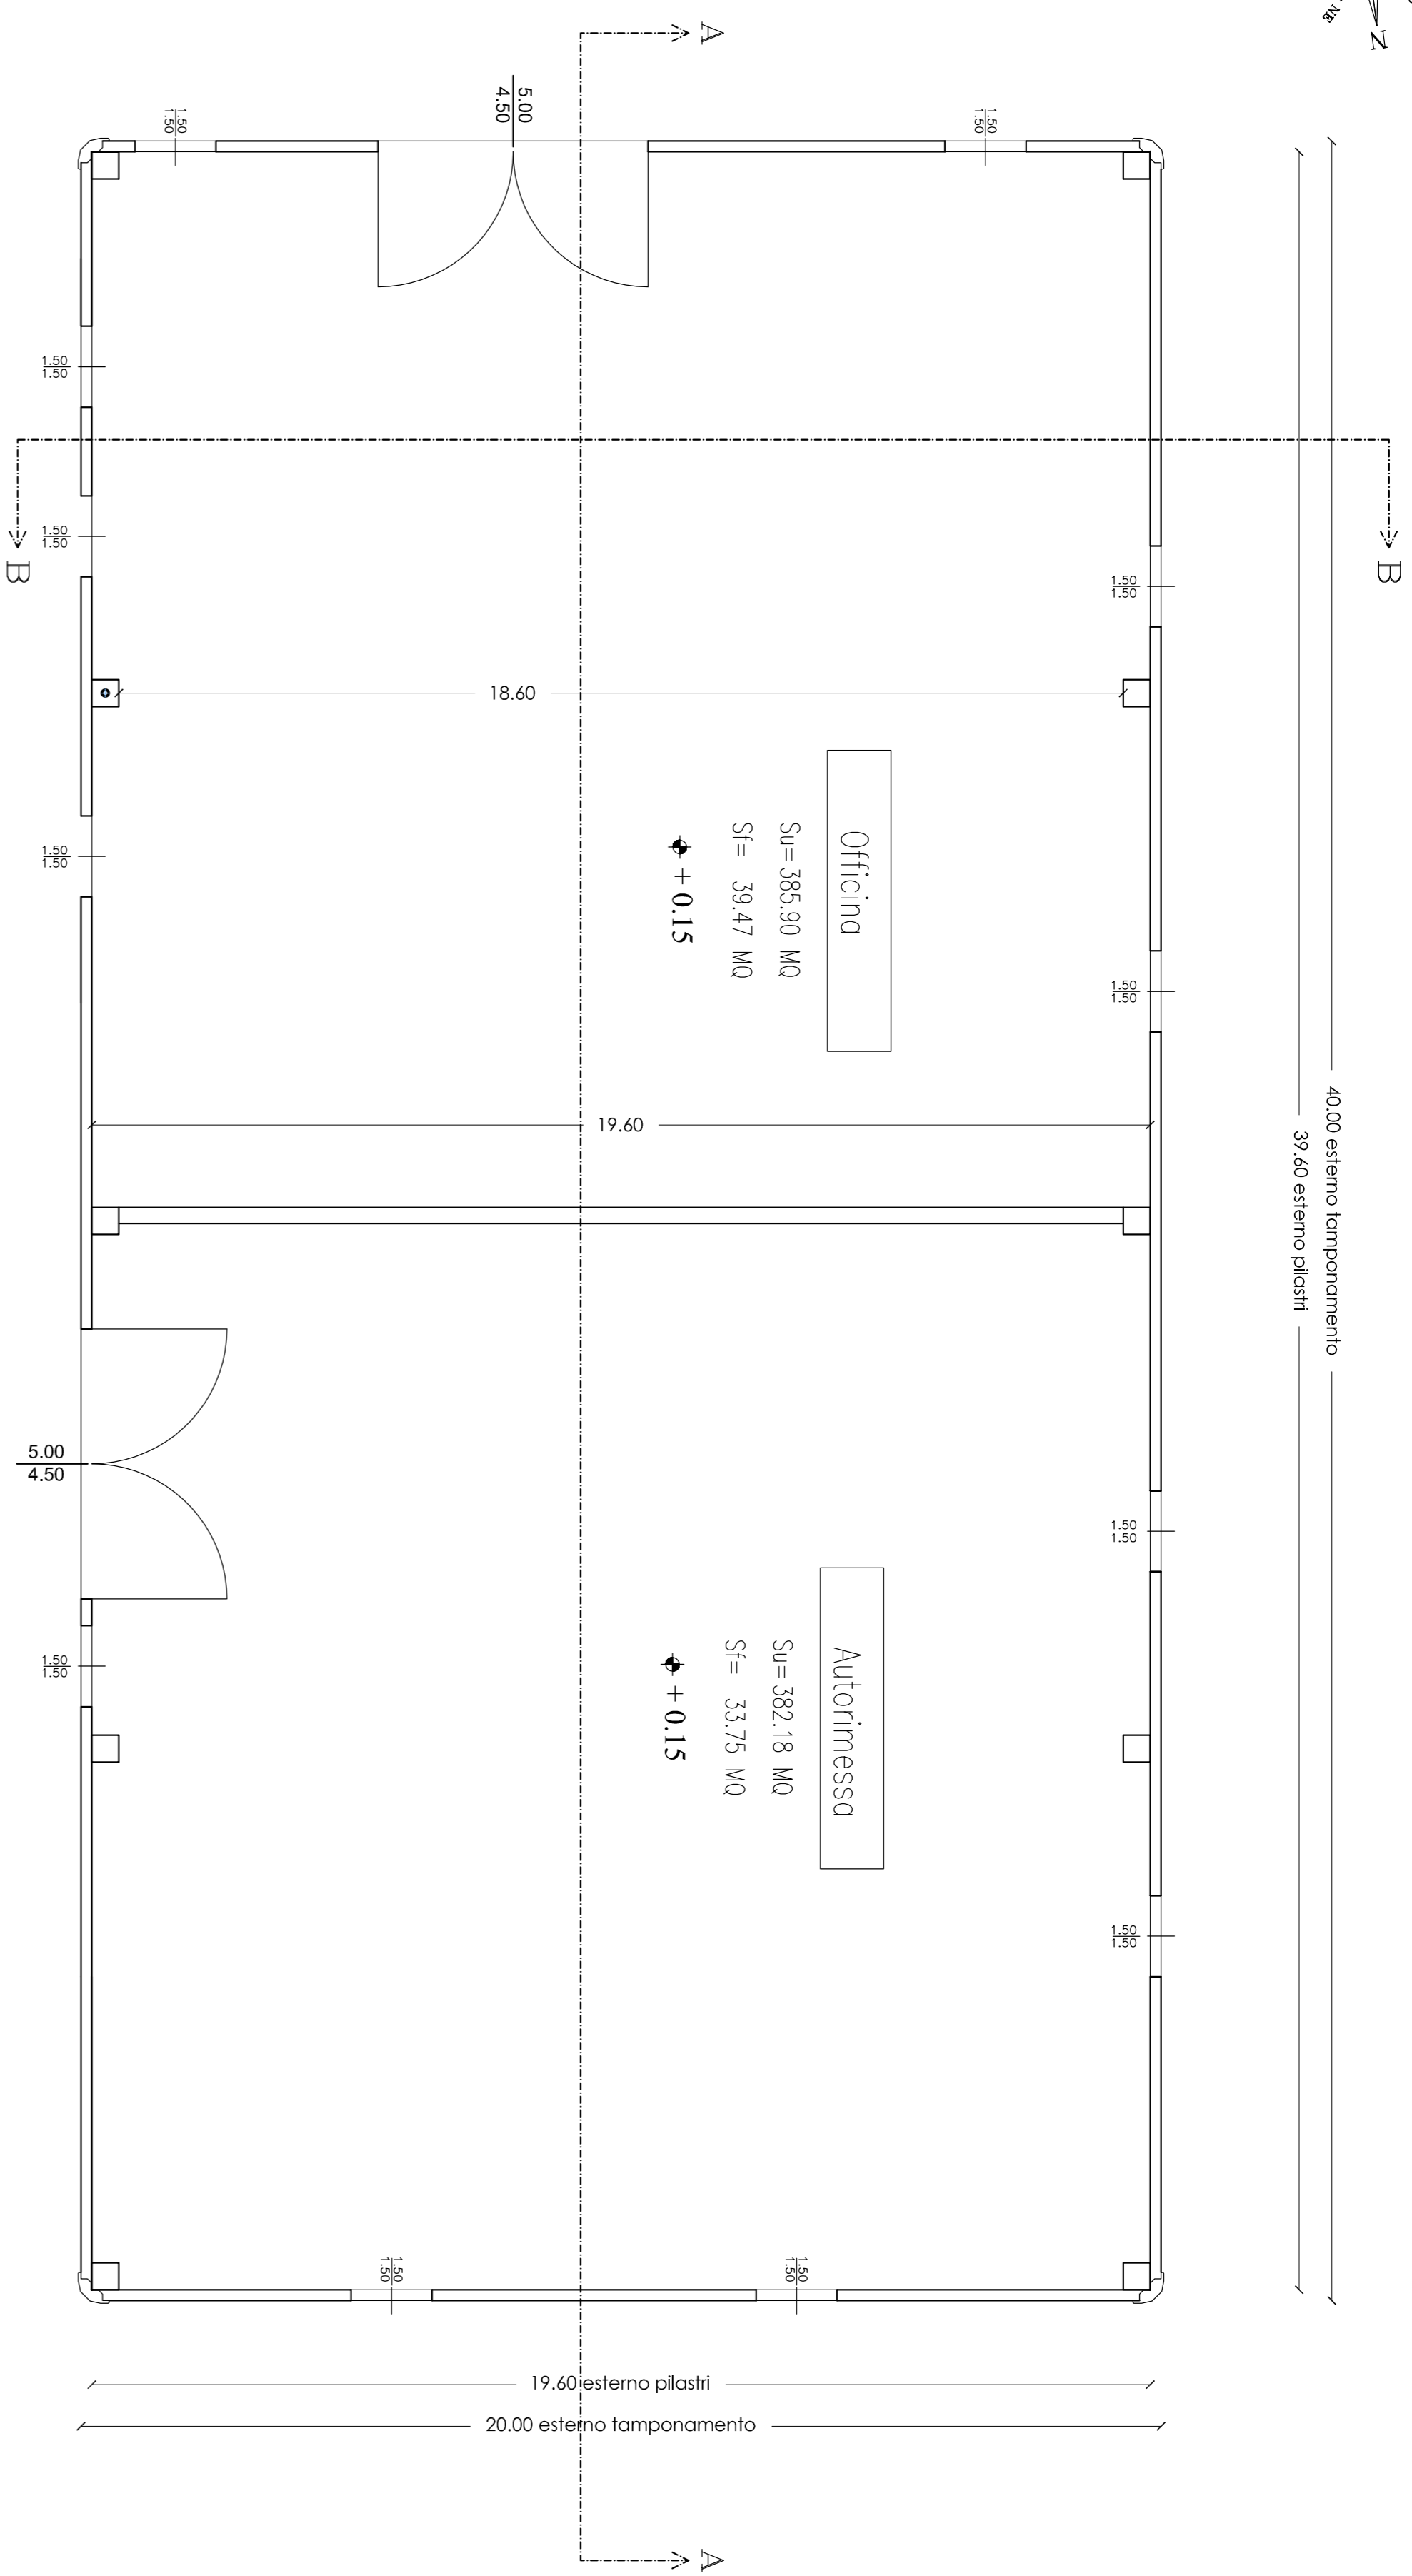 NE
N
A
5.00
4.50
1.50
1.50
1.50
1.50
40.00 esterno tamponamento
39.60 esterno pilastri
1.50
1.50
1.50
1.50
B
B
1.50
1.50
18.60
Officina
Su= 385.90 MQ
Sf= 39.47 MQ
+ 0.15
1.50
1.50
1.50
1.50
19.60
5.00
4.50
1.50
1.50
1.50
1.50
Autorimessa
Su= 382.18 MQ
Sf= 33.75 MQ
+ 0.15
1.50
1.50
1.50
1.50
1.50
1.50
19.60 esterno pilastri
20.00 esterno tamponamento
A